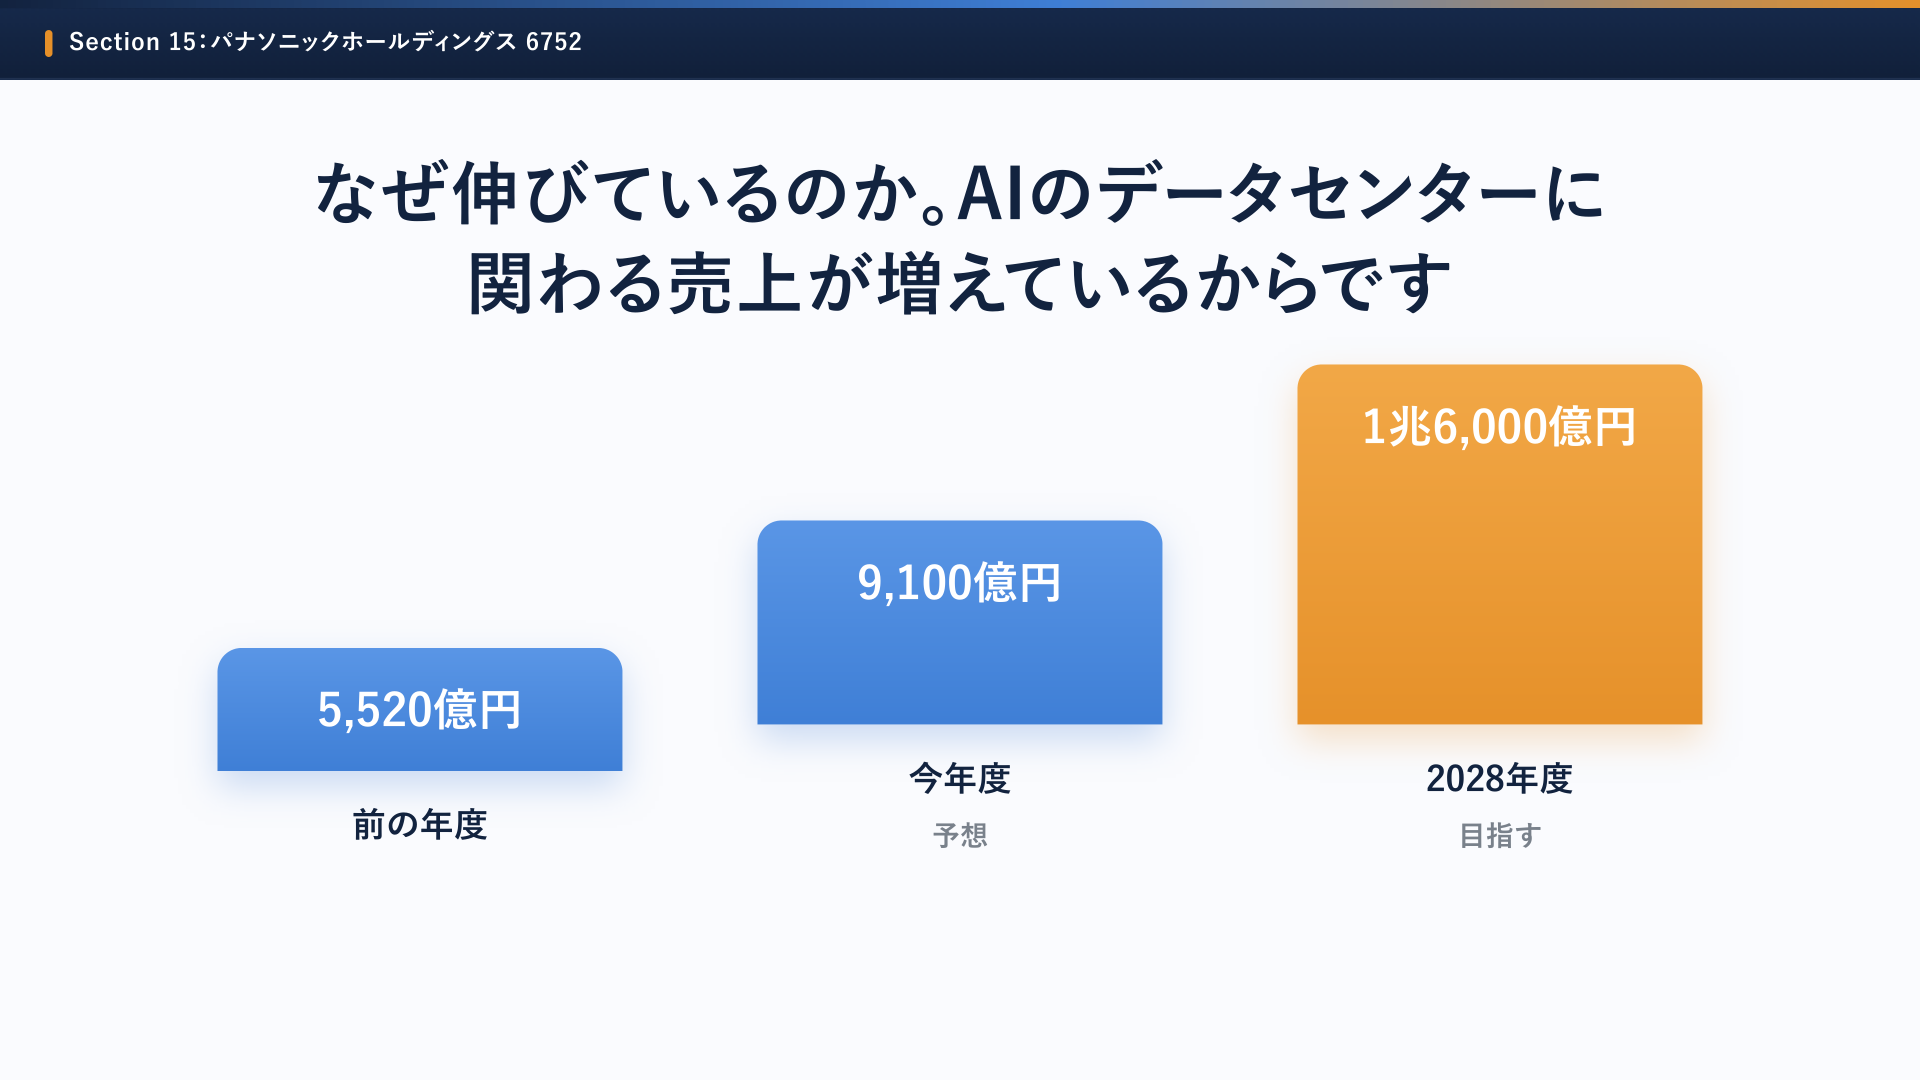 Section 15：パナソニックホールディングス 6752
なぜ伸びているのか。AIのデータセンターに
関わる売上が増えているからです
1兆6,000億円
9,100億円
5,520億円
前の年度
今年度
予想
2028年度
目指す